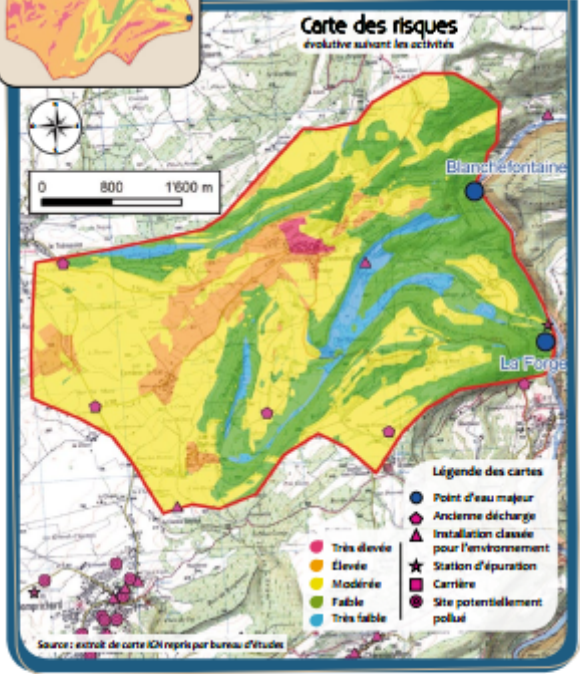 Carte des risques
évolutive suivant les activités
0 800 1'600 m
Blanchefontaine
La Forge
Légende des cartes
Point d'eau majeur
Ancienne décharge
Installation classée
pour l'environnement
Station d'épuration
Carrière
Site potentiellement
pollué
Très élevée
Élevée
Modérée
Faible
Très faible
Source : extrait de carte IGN repris par bureau d'études